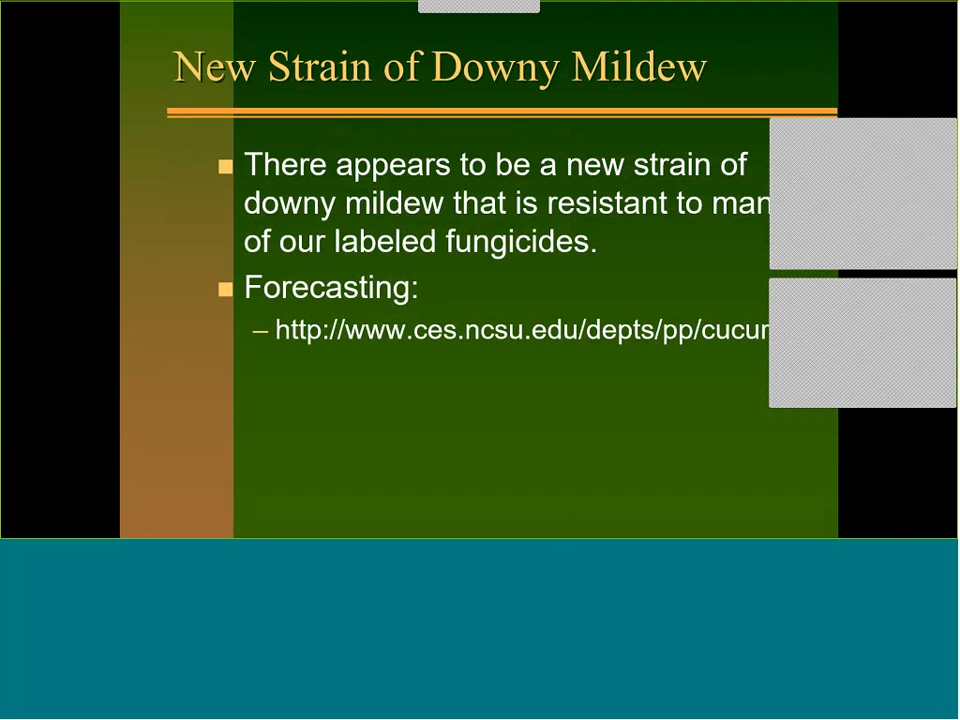 New Strain of Downy Mildew
There appears to be a new strain of
downy mildew that is resistant to man
of our labeled fungicides.
Forecasting:
– http://www.ces.ncsu.edu/depts/pp/cucur